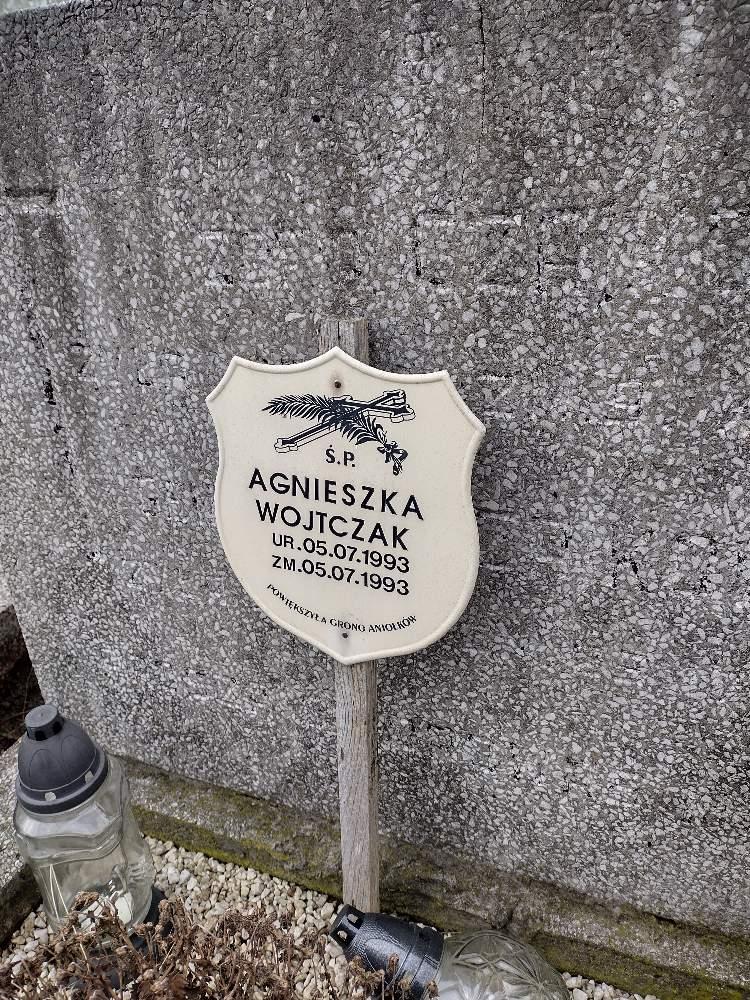 Ś.P.
AGNIESZKA
WOJTCZAK
UR.05.07.1993
ZM.05.07.1993
POWIĘKSZYŁA GRONO ANIOŁKÓW